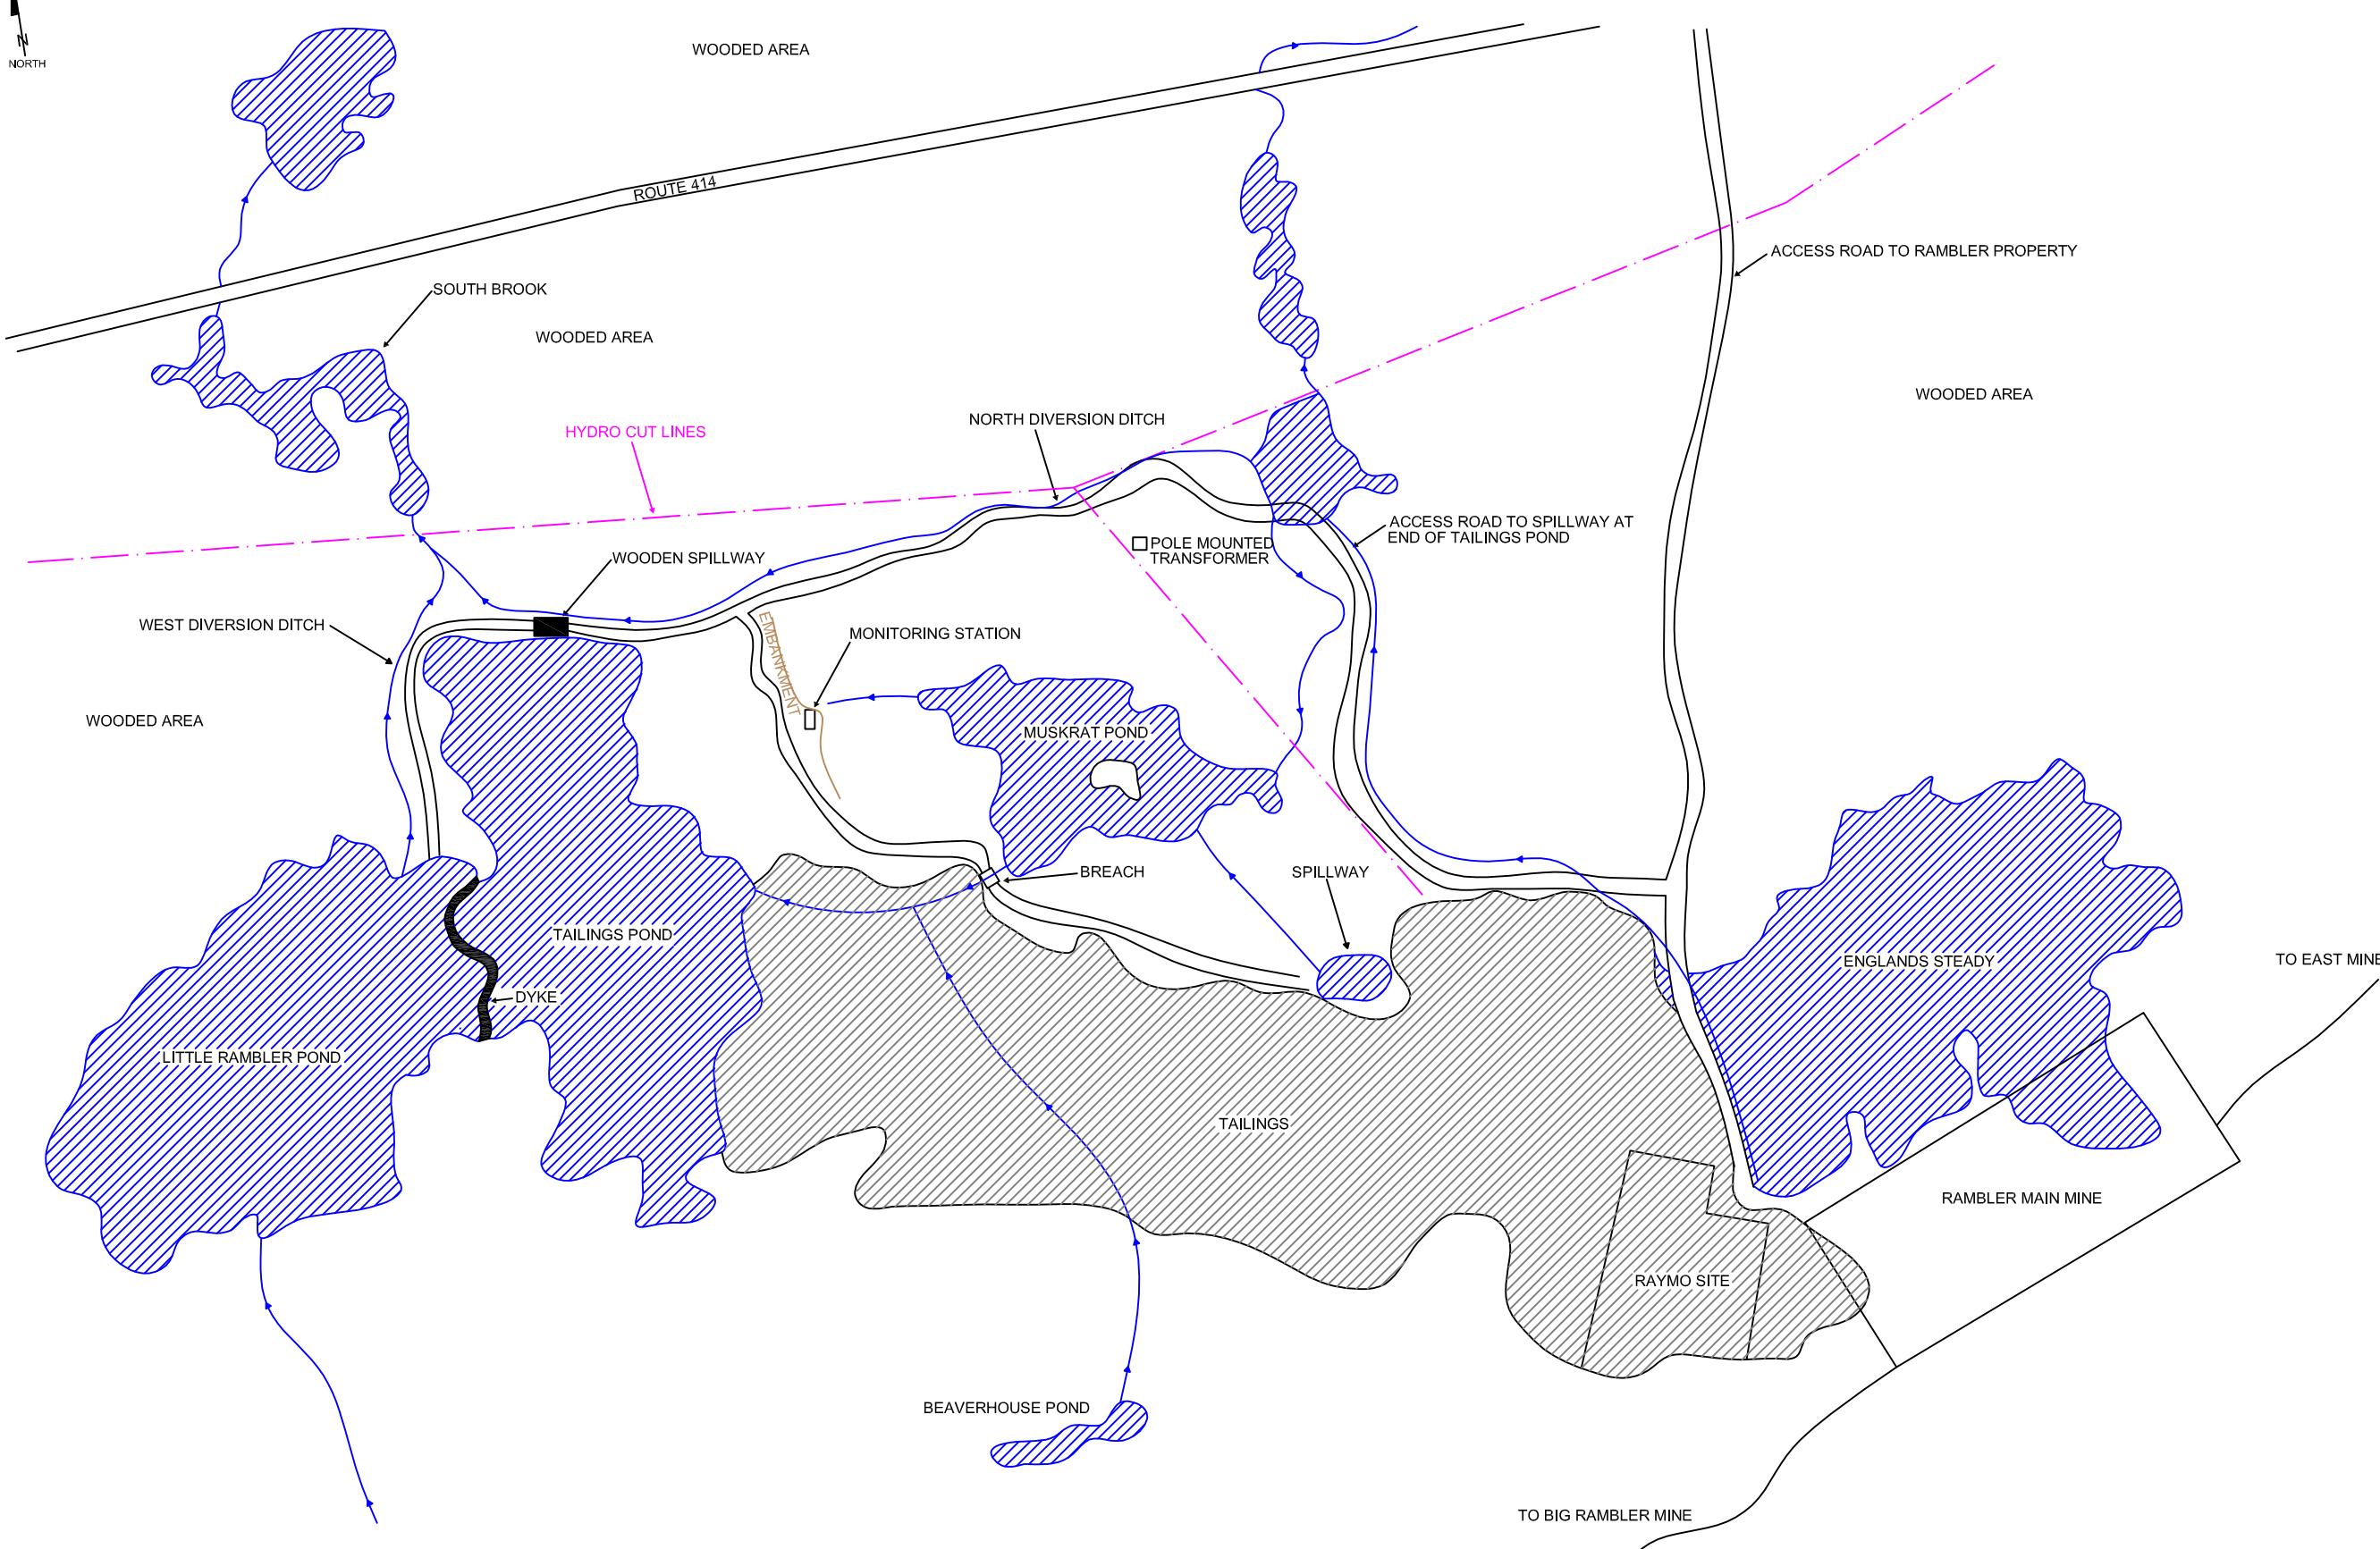 N
NORTH
WOODED AREA
ROUTE 414
ACCESS ROAD TO RAMBLER PROPERTY
SOUTH BROOK
WOODED AREA
WOODED AREA
NORTH DIVERSION DITCH
HYDRO CUT LINES
ACCESS ROAD TO SPILLWAY AT
END OF TAILINGS POND
POLE MOUNTED
TRANSFORMER
WOODEN SPILLWAY
WEST DIVERSION DITCH
EMBANKMENT
MONITORING STATION
WOODED AREA
MUSKRAT POND
BREACH
SPILLWAY
TAILINGS POND
ENGLANDS STEADY
TO EAST MINE
DYKE
LITTLE RAMBLER POND
TAILINGS
RAMBLER MAIN MINE
RAYMO SITE
BEAVERHOUSE POND
TO BIG RAMBLER MINE